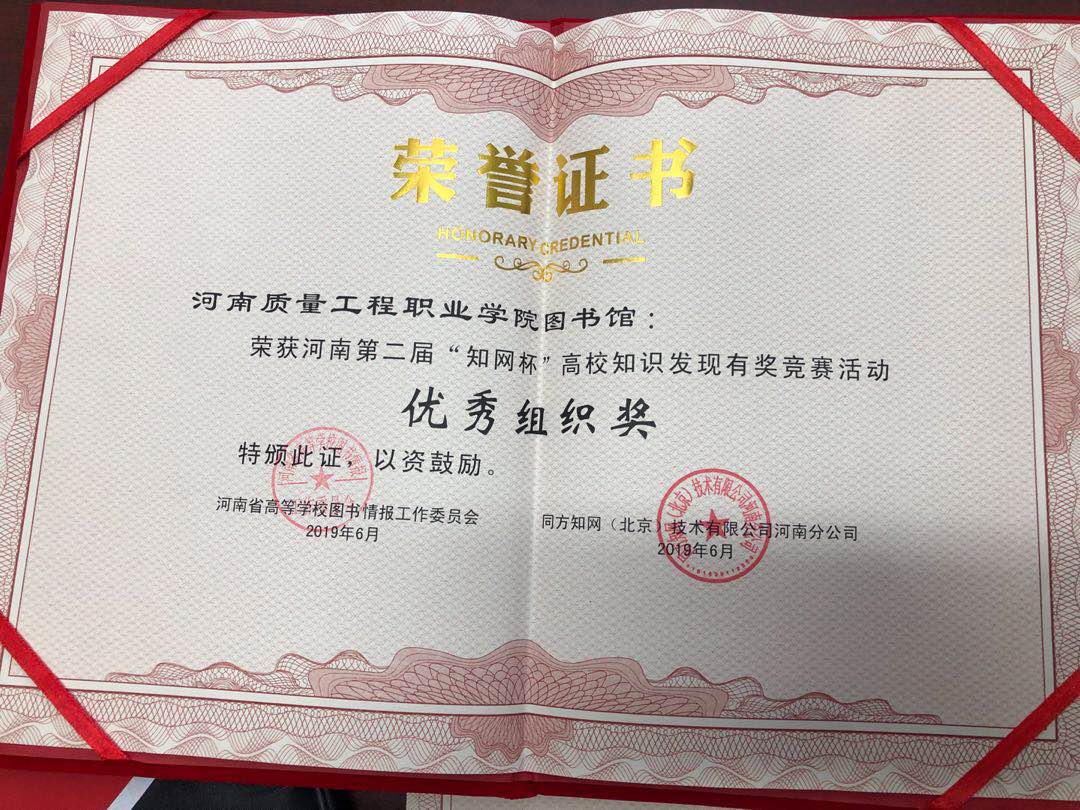 荣誉证书
HONORARY CREDENTIAL
河南质量工程职业学院图书馆：
荣获河南第二届“知网杯”高校知识发现有奖竞赛活动
优秀组织奖
特颁此证，以资鼓励。
河南省高等学校图书情报工作委员会
2019年6月
同方知网（北京）技术有限公司河南分公司
2019年6月